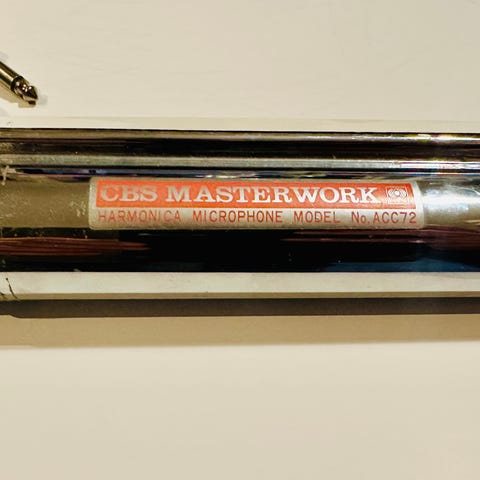 CBS MASTERWORK
HARMONICA MICROPHONE MODEL No. ACC72